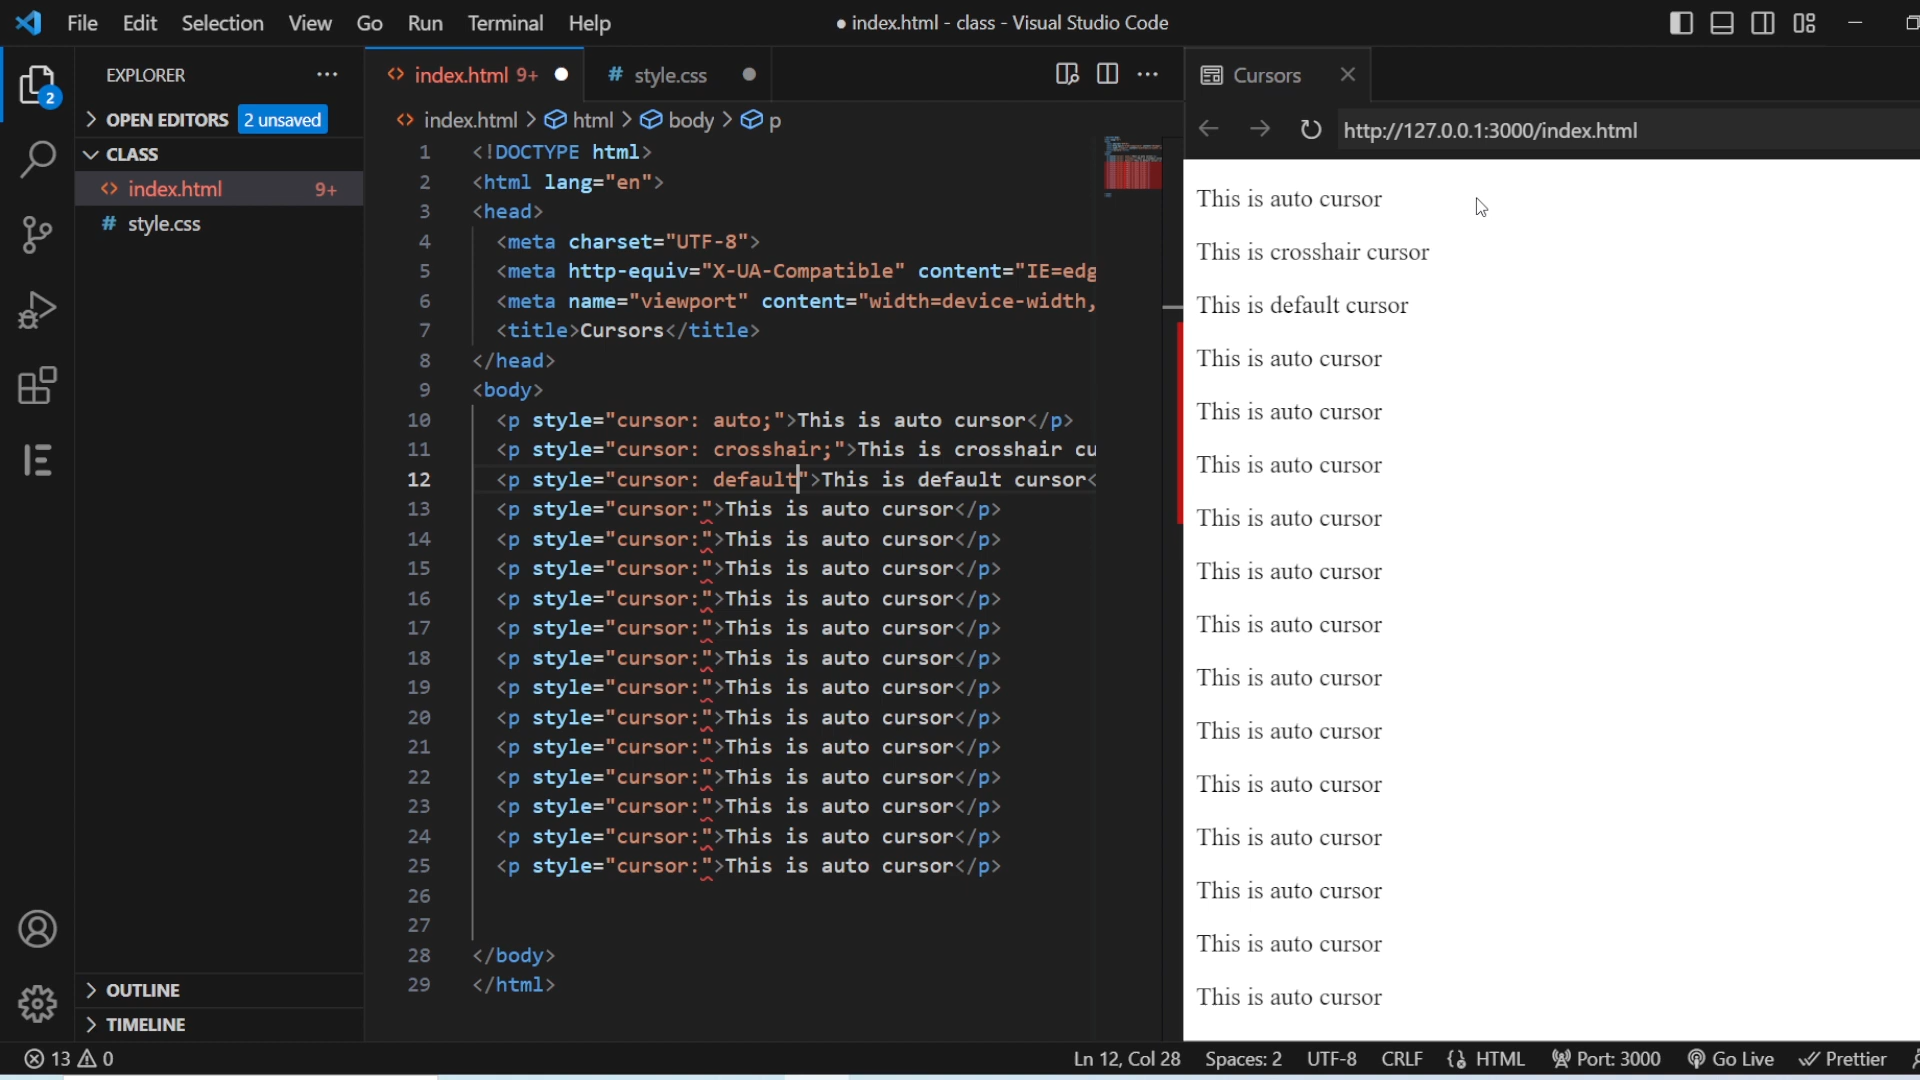 File Edit Selection View Go Run Terminal Help
● index.html - class - Visual Studio Code
EXPLORER
OPEN EDITORS 2 unsaved
CLASS
<> index.html 9+
# style.css
OUTLINE
TIMELINE
2
<> index.html 9+ ●
# style.css ●
<> index.html > html > body > p
1 <!DOCTYPE html>
2 <html lang="en">
3 <head>
4 <meta charset="UTF-8">
5 <meta http-equiv="X-UA-Compatible" content="IE=edg
6 <meta name="viewport" content="width=device-width,
7 <title>Cursors</title>
8 </head>
9 <body>
10 <p style="cursor: auto;">This is auto cursor</p>
11 <p style="cursor: crosshair;">This is crosshair cu
12 <p style="cursor: default">This is default cursor<
13 <p style="cursor:">This is auto cursor</p>
14 <p style="cursor:">This is auto cursor</p>
15 <p style="cursor:">This is auto cursor</p>
16 <p style="cursor:">This is auto cursor</p>
17 <p style="cursor:">This is auto cursor</p>
18 <p style="cursor:">This is auto cursor</p>
19 <p style="cursor:">This is auto cursor</p>
20 <p style="cursor:">This is auto cursor</p>
21 <p style="cursor:">This is auto cursor</p>
22 <p style="cursor:">This is auto cursor</p>
23 <p style="cursor:">This is auto cursor</p>
24 <p style="cursor:">This is auto cursor</p>
25 <p style="cursor:">This is auto cursor</p>
26
27
28 </body>
29 </html>
Cursors
http://127.0.0.1:3000/index.html
This is auto cursor
This is crosshair cursor
This is default cursor
This is auto cursor
This is auto cursor
This is auto cursor
This is auto cursor
This is auto cursor
This is auto cursor
This is auto cursor
This is auto cursor
This is auto cursor
This is auto cursor
This is auto cursor
This is auto cursor
This is auto cursor
13 0
Ln 12, Col 28 Spaces: 2 UTF-8 CRLF {} HTML Port: 3000 Go Live Prettier